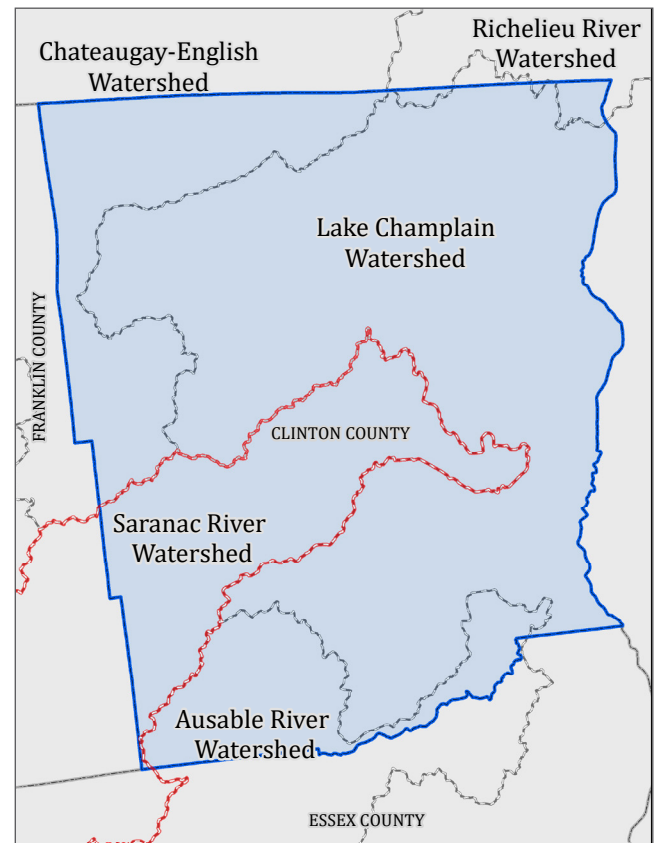 Chateaugay-English
Watershed
Richelieu River
Watershed
Lake Champlain
Watershed
FRANKLIN COUNTY
CLINTON COUNTY
Saranac River
Watershed
Ausable River
Watershed
ESSEX COUNTY